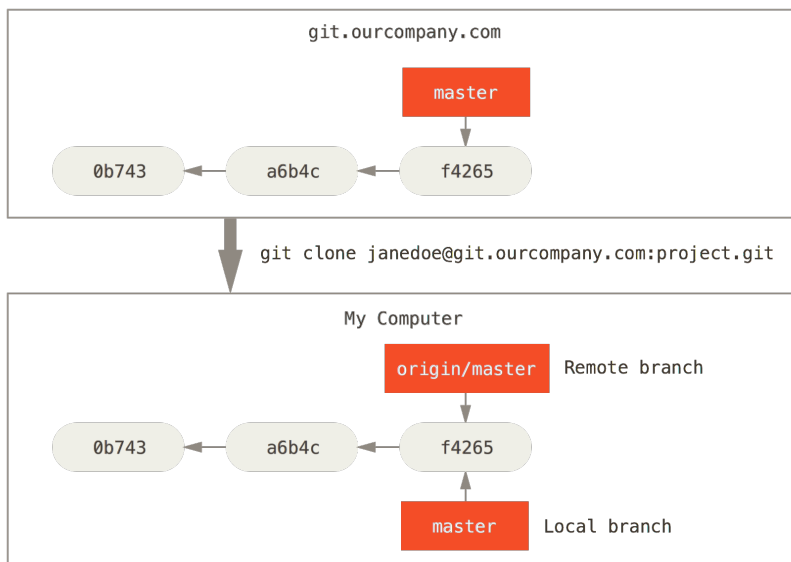 git.ourcompany.com
master
0b743 a6b4c f4265
git clone janedoe@git.ourcompany.com:project.git
My Computer
origin/master Remote branch
0b743 a6b4c f4265
master Local branch